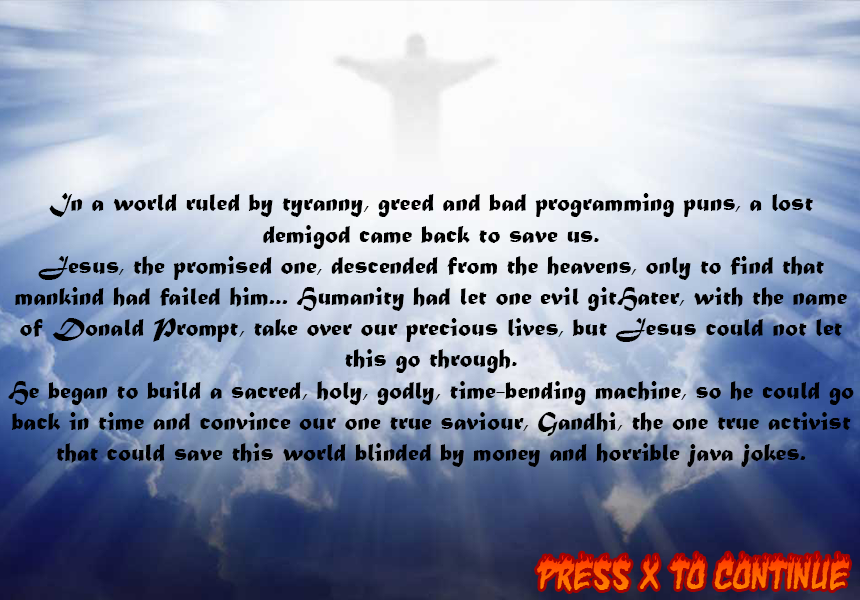 In a world ruled by tyranny, greed and bad programming puns, a lost
demigod came back to save us.
Jesus, the promised one, descended from the heavens, only to find that
mankind had failed him... Humanity had let one evil gitHater, with the name
of Donald Prompt, take over our precious lives, but Jesus could not let
this go through.
He began to build a sacred, holy, godly, time-bending machine, so he could go
back in time and convince our one true saviour, Gandhi, the one true activist
that could save this world blinded by money and horrible java jokes.
PRESS X TO CONTINUE